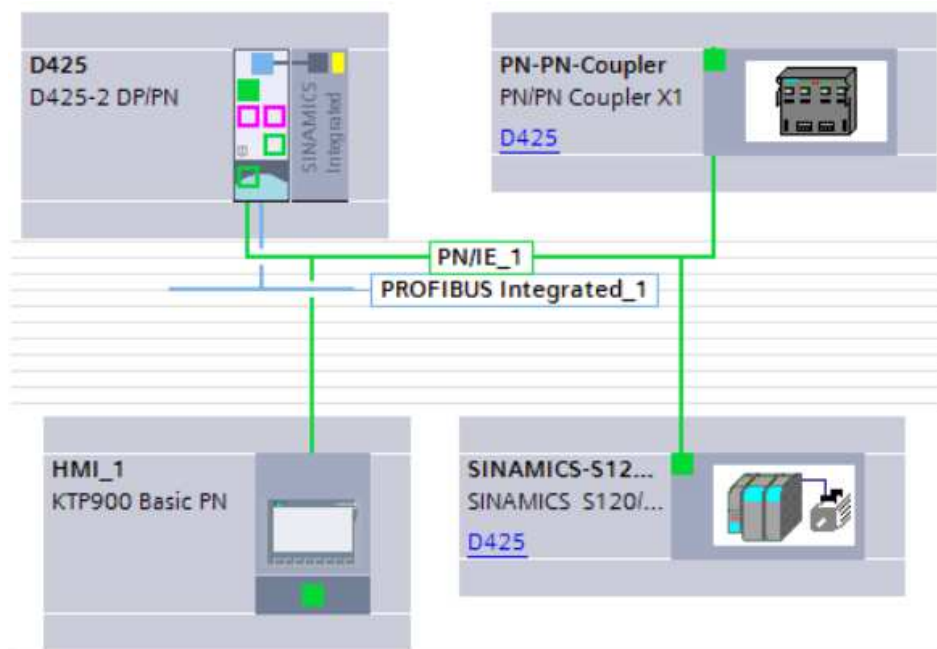 D425
D425-2 DP/PN
SINAMICS
Integrated
PN-PN-Coupler
PN/PN Coupler X1
D425
PN/IE_1
PROFIBUS Integrated_1
HMI_1
KTP900 Basic PN
SINAMICS-S12...
SINAMICS S120/...
D425